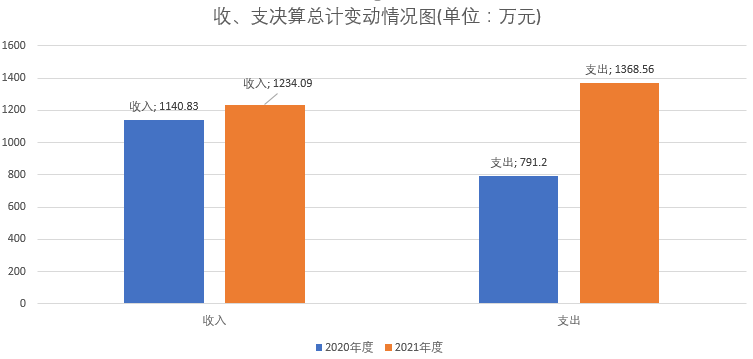 收、支决算总计变动情况图(单位：万元)
1600
1400
1200
1000
800
600
400
200
0
收入; 1140.83
收入; 1234.09
支出; 791.2
支出; 1368.56
收入
支出
2020年度
2021年度